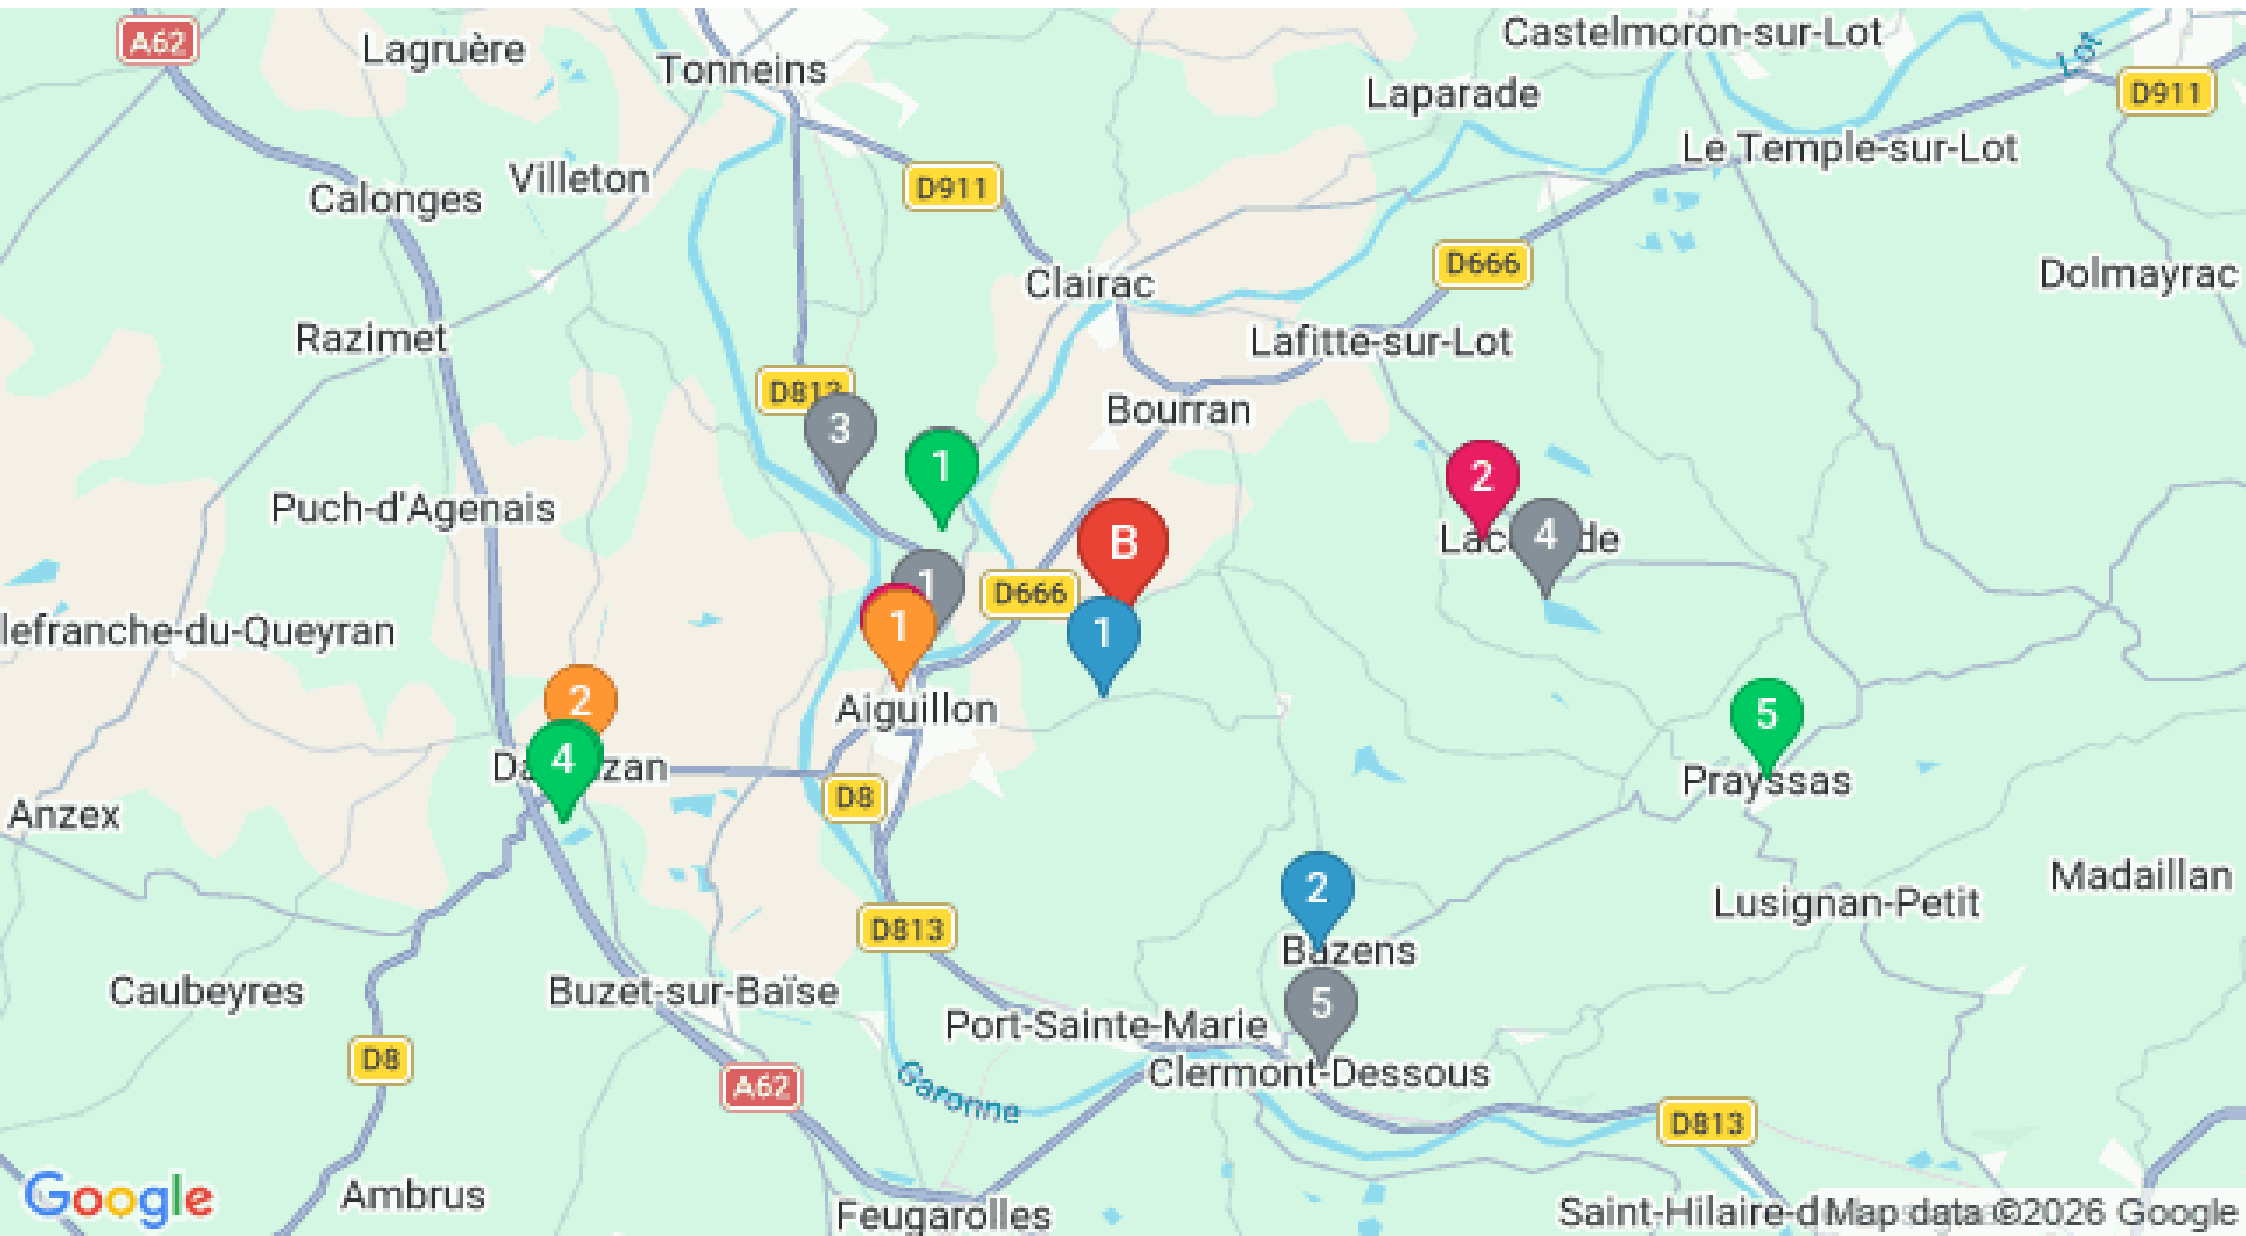 A62
Lagruère
Tonneins
Castelmoron-sur-Lot
Lot
Laparade
D911
Le Temple-sur-Lot
Villeton
D911
Calonges
D666
Dolmayrac
Clairac
Razimet
Lafitte-sur-Lot
D813
Bourran
3
1
2
Puch-d'Agenais
B
4
1
D666
1
1
lefranche-du-Queyran
2
Aiguillon
5
4
D8
Prayssas
Anzex
2
Madaillan
Lusignan-Petit
D813
Bazens
Caubeyres
Buzet-sur-Baïse
5
Port-Sainte-Marie
D8
Clermont-Dessous
A62
Garonne
D813
Google
Ambrus
Feugarolles
Saint-Hilaire-d
Map data ©2026 Google